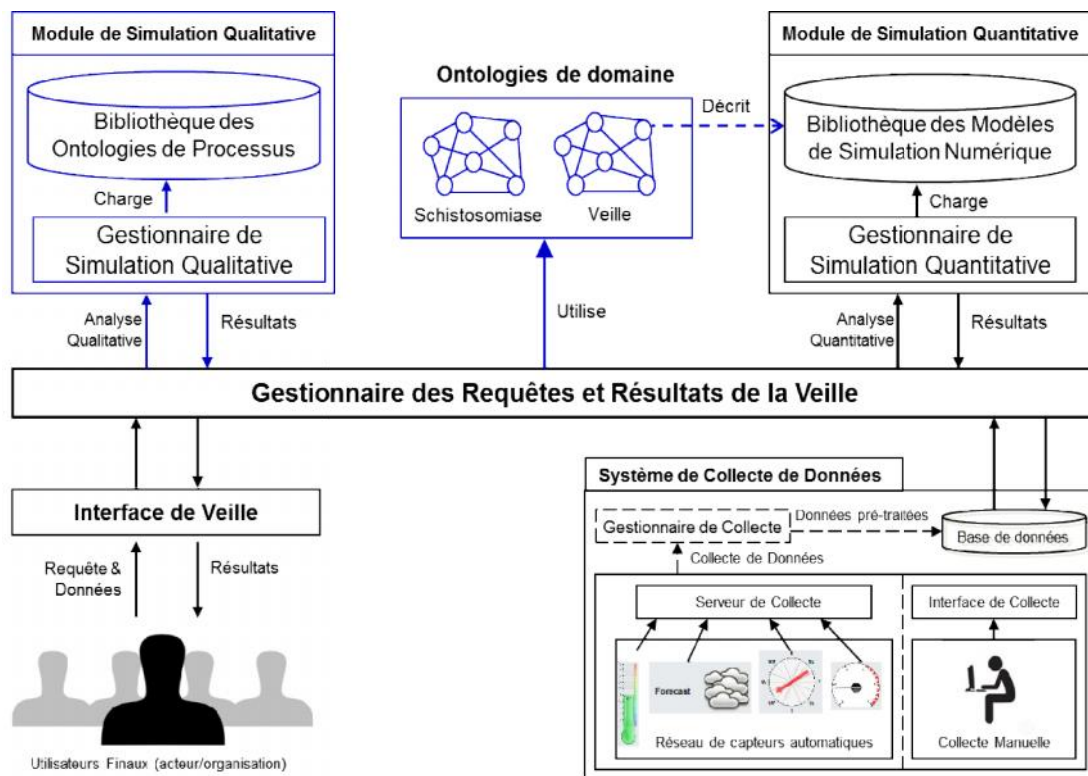 Module de Simulation Qualitative
Bibliothèque des
Ontologies de Processus
Charge
Gestionnaire de
Simulation Qualitative
Analyse
Qualitative
Résultats
Ontologies de domaine
Schistosomiase
Veille
Décrit
Utilise
Module de Simulation Quantitative
Bibliothèque des Modèles
de Simulation Numérique
Charge
Gestionnaire de
Simulation Quantitative
Analyse
Quantitative
Résultats
Gestionnaire des Requêtes et Résultats de la Veille
Interface de Veille
Requête &
Données
Résultats
Utilisateurs Finaux (acteur/organisation)
Système de Collecte de Données
Gestionnaire de Collecte
Données pré-traitées
Base de données
Collecte de Données
Serveur de Collecte
Interface de Collecte
Forecast
Réseau de capteurs automatiques
Collecte Manuelle